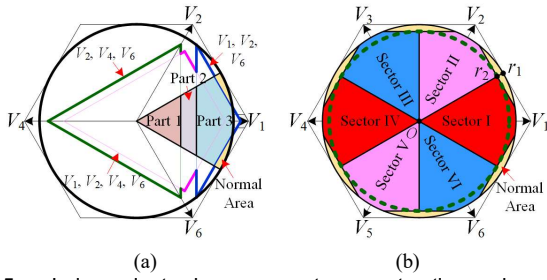 V2
V1, V2,
V6
V2, V4, V6
Part 2
Part 1
Part 3
V4
V1
V1, V2, V4, V6
Normal
Area
V6
(a)
V3
V2
r1
r2
Sector III
Sector II
V4
Sector IV
O
Sector I
V1
Sector V
Sector VI
Normal
Area
V5
V6
(b)